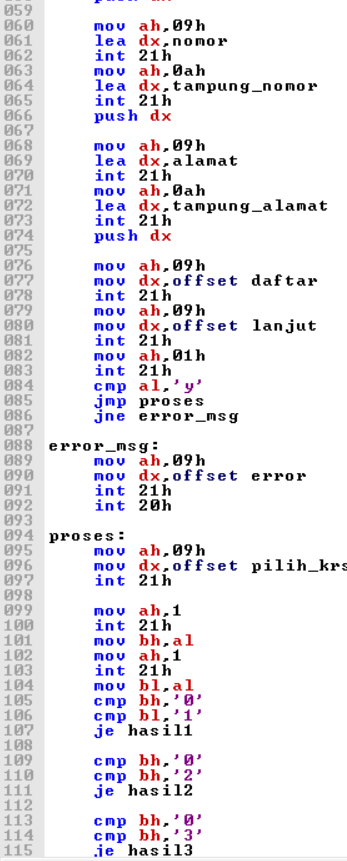 059
060 mov ah,09h
061 lea dx,nomor
062 int 21h
063 mov ah,0ah
064 lea dx,tampung_nomor
065 int 21h
066 push dx
067
068 mov ah,09h
069 lea dx,alamat
070 int 21h
071 mov ah,0ah
072 lea dx,tampung_alamat
073 int 21h
074 push dx
075
076 mov ah,09h
077 mov dx,offset daftar
078 int 21h
079 mov ah,09h
080 mov dx,offset lanjut
081 int 21h
082 mov ah,01h
083 int 21h
084 cmp al,'y'
085 jmp proses
086 jne error_msg
087
088 error_msg:
089 mov ah,09h
090 mov dx,offset error
091 int 21h
092 int 20h
093
094 proses:
095 mov ah,09h
096 mov dx,offset pilih_krs
097 int 21h
098
099 mov ah,1
100 int 21h
101 mov bh,al
102 mov ah,1
103 int 21h
104 mov bl,al
105 cmp bh,'0'
106 cmp bl,'1'
107 je hasil1
108
109 cmp bh,'0'
110 cmp bh,'2'
111 je hasil2
112
113 cmp bh,'0'
114 cmp bh,'3'
115 je hasil3